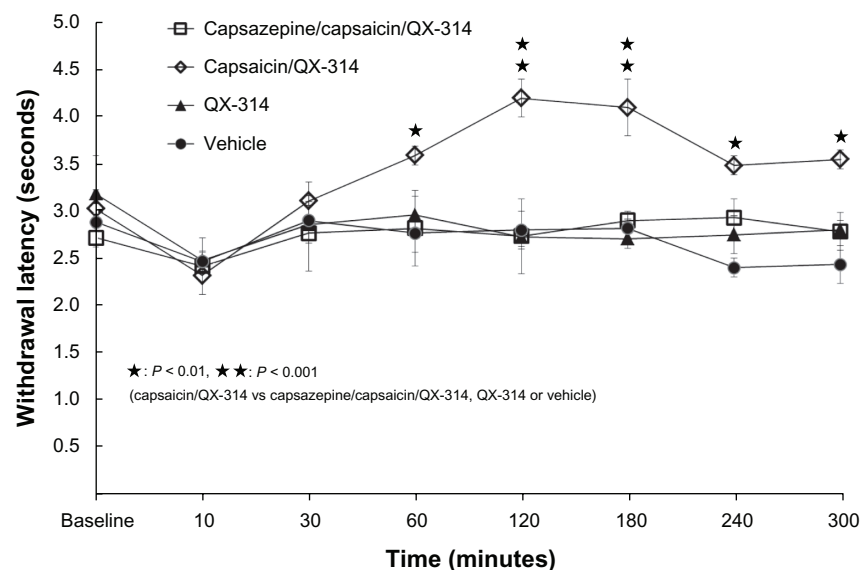 5.0
4.5
4.0
3.5
3.0
2.5
2.0
1.5
1.0
0.5
Withdrawal latency (seconds)
Capsazepine/capsaicin/QX-314
Capsaicin/QX-314
QX-314
Vehicle
★ ★ ★ ★ ★ ★ ★
★: P < 0.01, ★★: P < 0.001
(capsaicin/QX-314 vs capsazepine/capsaicin/QX-314, QX-314 or vehicle)
Baseline 10 30 60 120 180 240 300
Time (minutes)